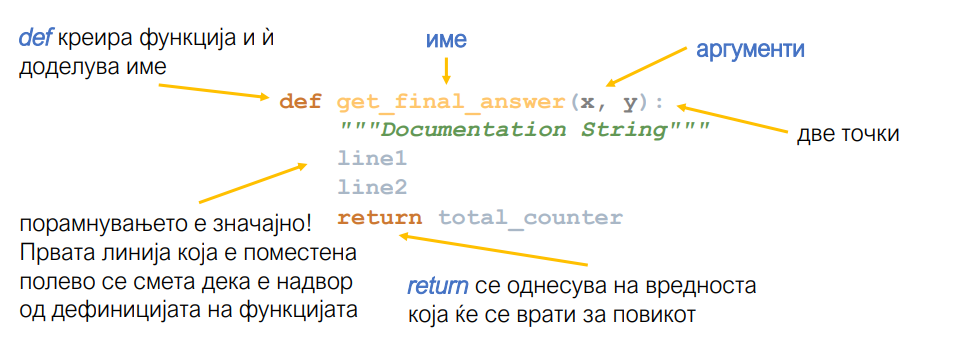 def креира функција и ѝ
доделува име
име
аргументи
def get_final_answer(x, y):
"""Documentation String"""
две точки
line1
line2
return total_counter
порамнувањето е значајно!
Првата линија која е поместена
полево се смета дека е надвор
од дефиницијата на функцијата
return се однесува на вредноста
која ќе се врати за повикот